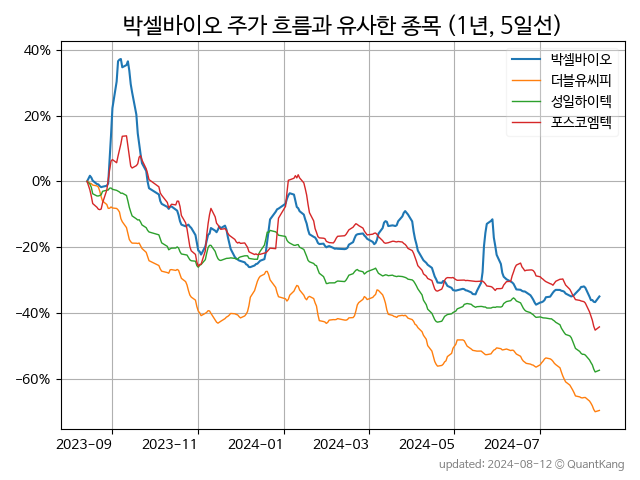 박셀바이오 주가 흐름과 유사한 종목 (1년, 5일선)
40%
20%
0%
−20%
−40%
−60%
박셀바이오
더블유씨피
성일하이텍
포스코엠텍
2023-09 2023-11 2024-01 2024-03 2024-05 2024-07
updated: 2024-08-12 © QuantKang